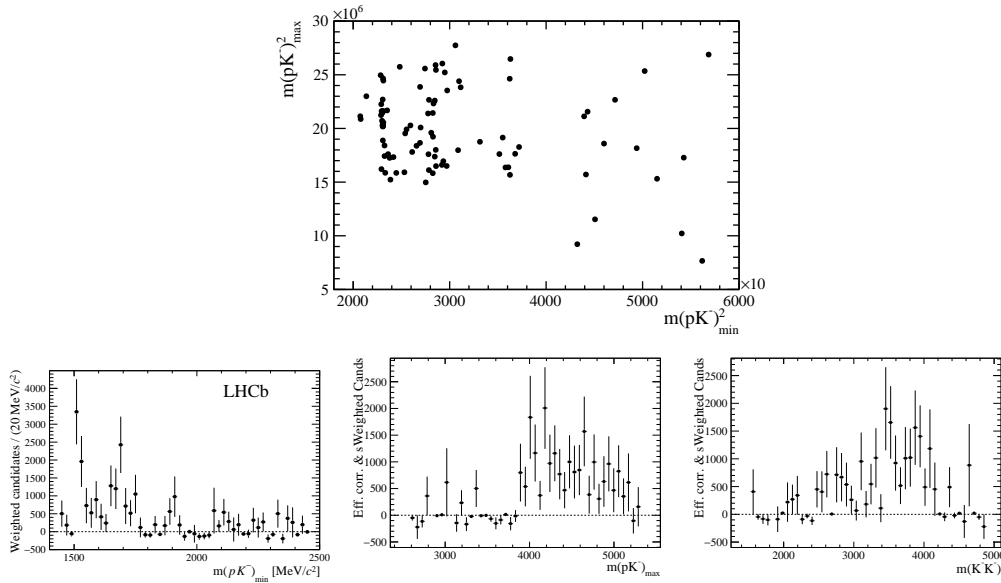 ×10⁶
m(pK⁻)²max
30
25
20
15
10
5
2000 3000 4000 5000 6000
×10
m(pK⁻)²min
Weighted candidates / (20 MeV/c²)
4000
3500
3000
2500
2000
1500
1000
500
0
−500
LHCb
1500 2000 2500
m(pK⁻)min [MeV/c²]
Eff. corr. & sWeighted Cands
2500
2000
1500
1000
500
0
−500
3000 4000 5000
m(pK⁻)max
Eff. corr. & sWeighted Cands
2500
2000
1500
1000
500
0
−500
2000 3000 4000 5000
m(K⁻K⁻)